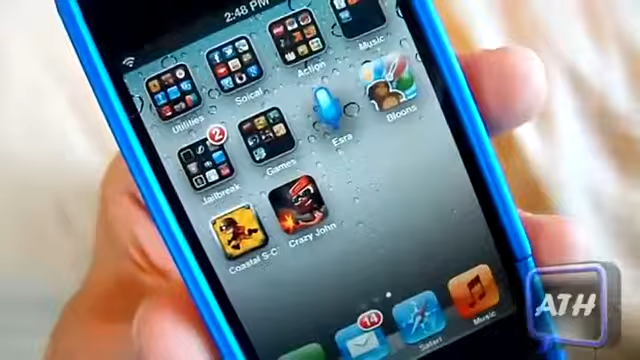 2:48 PM
Utilities
Soical
Action
Music
Jailbreak
2
Games
Esra
Bloons
Coastal S-C
Crazy John
14
Safari
Music
ATH